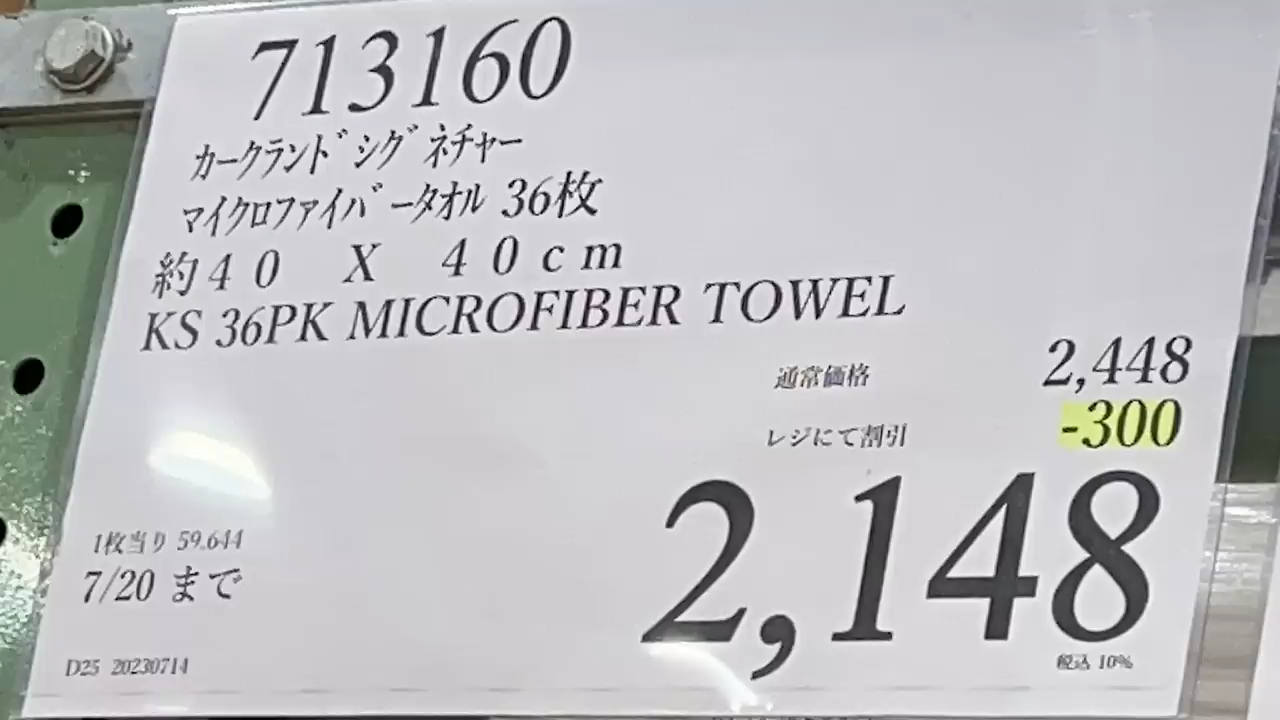 713160
カークランドﾞシグﾞネチャー
マイクロファイバﾞータオル 36枚
約40 X 40cm
KS 36PK MICROFIBER TOWEL
通常価格 2,448
レジにて割引 -300
2,148
税込 10%
1枚当り 59.644
7/20 まで
D25 20230714